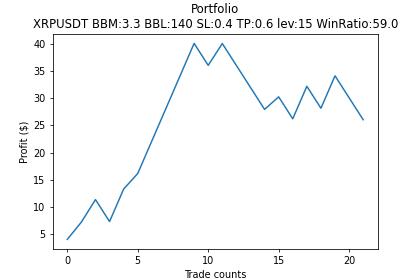 Portfolio
XRPUSDT BBM:3.3 BBL:140 SL:0.4 TP:0.6 lev:15 WinRatio:59.0
40
35
30
25
20
15
10
5
Profit ($)
0 5 10 15 20
Trade counts